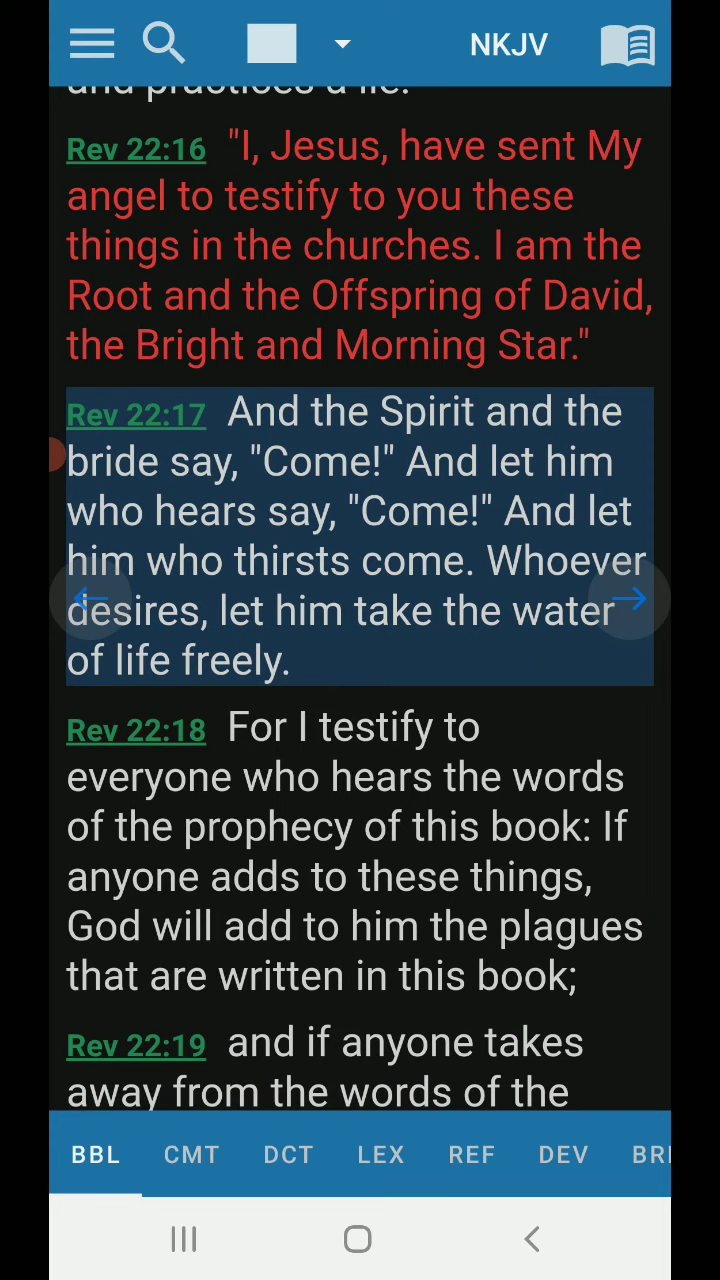 NKJV
and practices a lie.
Rev 22:16 "I, Jesus, have sent My
angel to testify to you these
things in the churches. I am the
Root and the Offspring of David,
the Bright and Morning Star."
Rev 22:17 And the Spirit and the
bride say, "Come!" And let him
who hears say, "Come!" And let
him who thirsts come. Whoever
desires, let him take the water
of life freely.
Rev 22:18 For I testify to
everyone who hears the words
of the prophecy of this book: If
anyone adds to these things,
God will add to him the plagues
that are written in this book;
Rev 22:19 and if anyone takes
away from the words of the
BBL CMT DCT LEX REF DEV